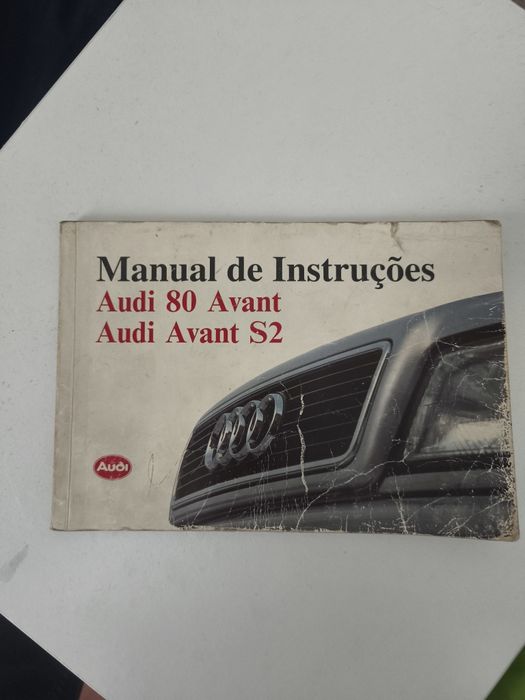 Manual de Instruções
Audi 80 Avant
Audi Avant S2
Audi